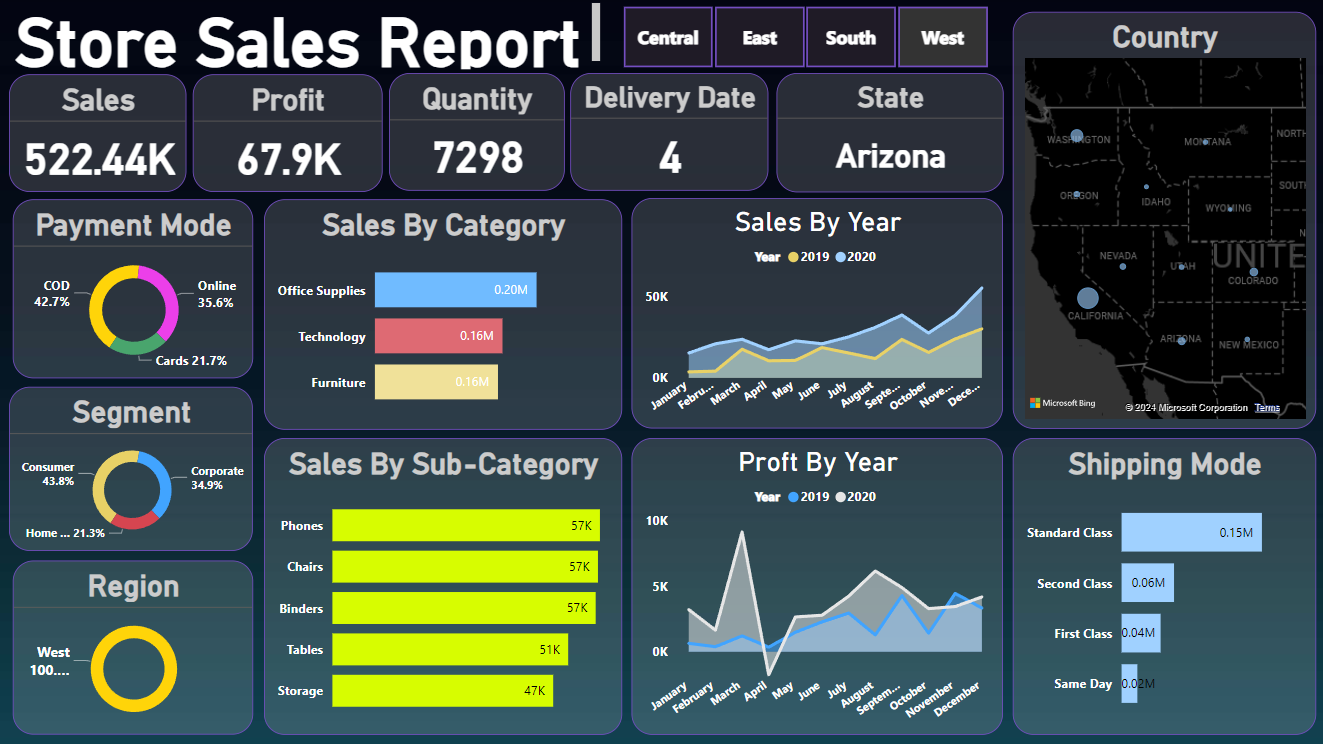 Store Sales Report
Central
East
South
West
Country
Sales
522.44K
Profit
67.9K
Quantity
7298
Delivery Date
4
State
Arizona
WASHINGTON
MONTANA
NORTH
OREGON
IDAHO
SOUT
WYOMING
N
NEVADA
UTAH
UNITE
COLORADO
CALIFORNIA
ARIZONA
NEW MEXICO
Microsoft Bing
© 2024 Microsoft Corporation Terms
Payment Mode
COD
42.7%
Online
35.6%
Cards 21.7%
Sales By Category
Office Supplies 0.20M
Technology 0.16M
Furniture 0.16M
Sales By Year
Year 2019 2020
50K
0K
January Febru... March April May June July August Septe... October Nove... Dece...
Segment
Consumer
43.8%
Corporate
34.9%
Home ... 21.3%
Region
West
100....
Sales By Sub-Category
Phones 57K
Chairs 57K
Binders 57K
Tables 51K
Storage 47K
Proft By Year
Year 2019 2020
10K
5K
0K
January February March April May June July August Septem... October November December
Shipping Mode
Standard Class 0.15M
Second Class 0.06M
First Class 0.04M
Same Day 0.02M